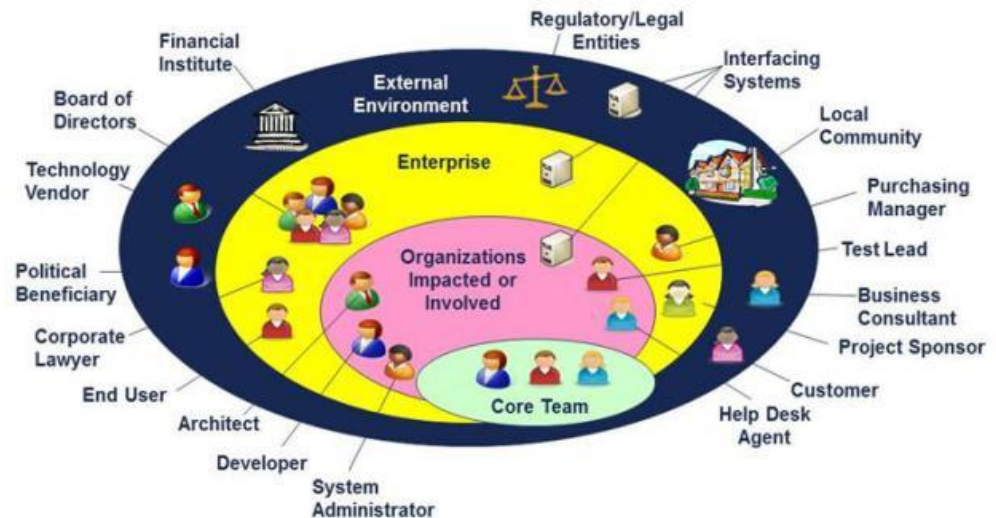 Regulatory/Legal
Entities
Financial
Institute
Interfacing
Systems
External
Environment
Board of
Directors
Local
Community
Enterprise
Technology
Vendor
Purchasing
Manager
Test Lead
Organizations
Impacted or
Involved
Political
Beneficiary
Business
Consultant
Corporate
Lawyer
Project Sponsor
End User
Customer
Core Team
Help Desk
Agent
Architect
Developer
System
Administrator